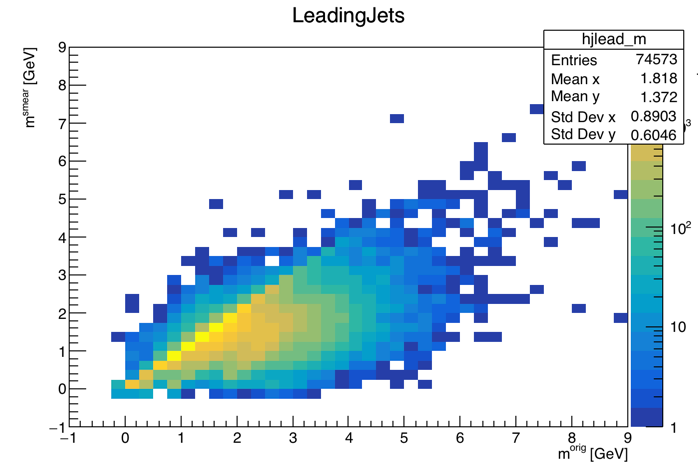 LeadingJets
hjlead_m
Entries 74573
Mean x 1.818
Mean y 1.372
Std Dev x 0.8903
Std Dev y 0.6046
m^smear [GeV]
9
8
7
6
5
4
3
2
1
0
−1
−1 0 1 2 3 4 5 6 7 8 9
m^orig [GeV]
10^2
10
1